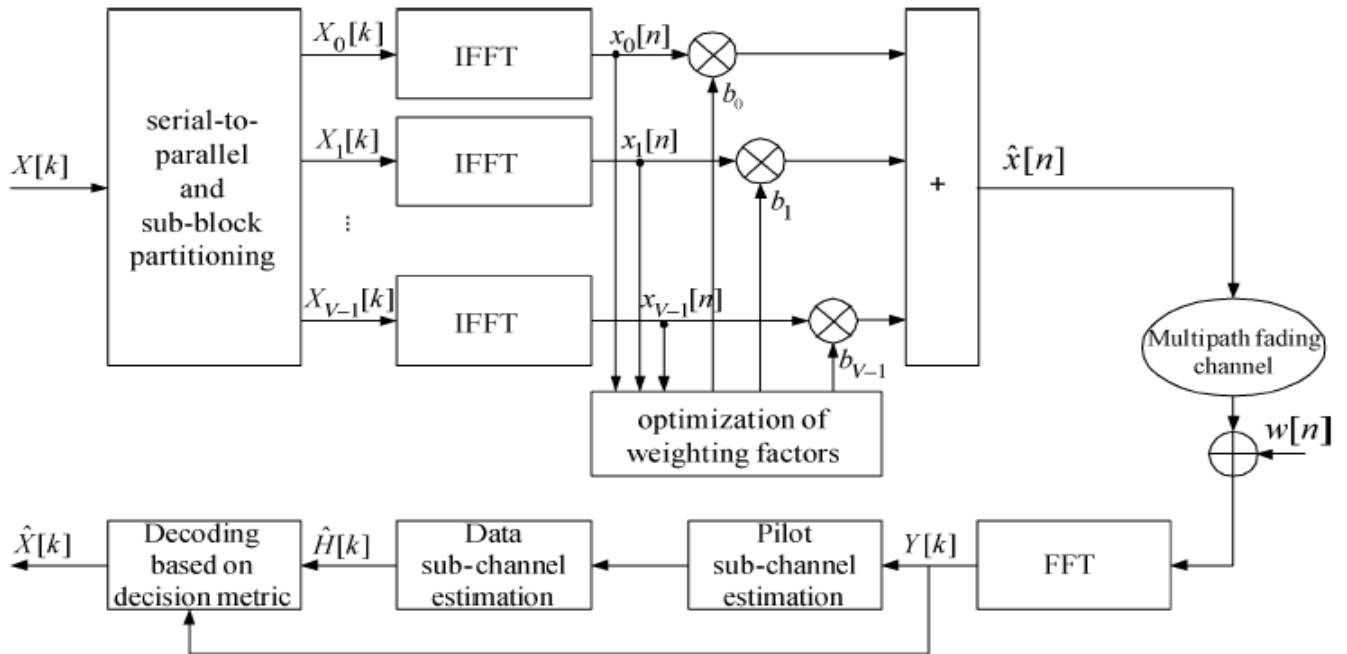 X[k]
serial-to-
parallel
and
sub-block
partitioning
X_0[k]
IFFT
x_0[n]
b_0
X_1[k]
IFFT
x_1[n]
b_1
...
X_{V-1}[k]
IFFT
x_{V-1}[n]
b_{V-1}
optimization of
weighting factors
+
x̂[n]
Multipath fading
channel
w[n]
FFT
Y[k]
Pilot
sub-channel
estimation
Data
sub-channel
estimation
Ĥ[k]
Decoding
based on
decision metric
X̂[k]